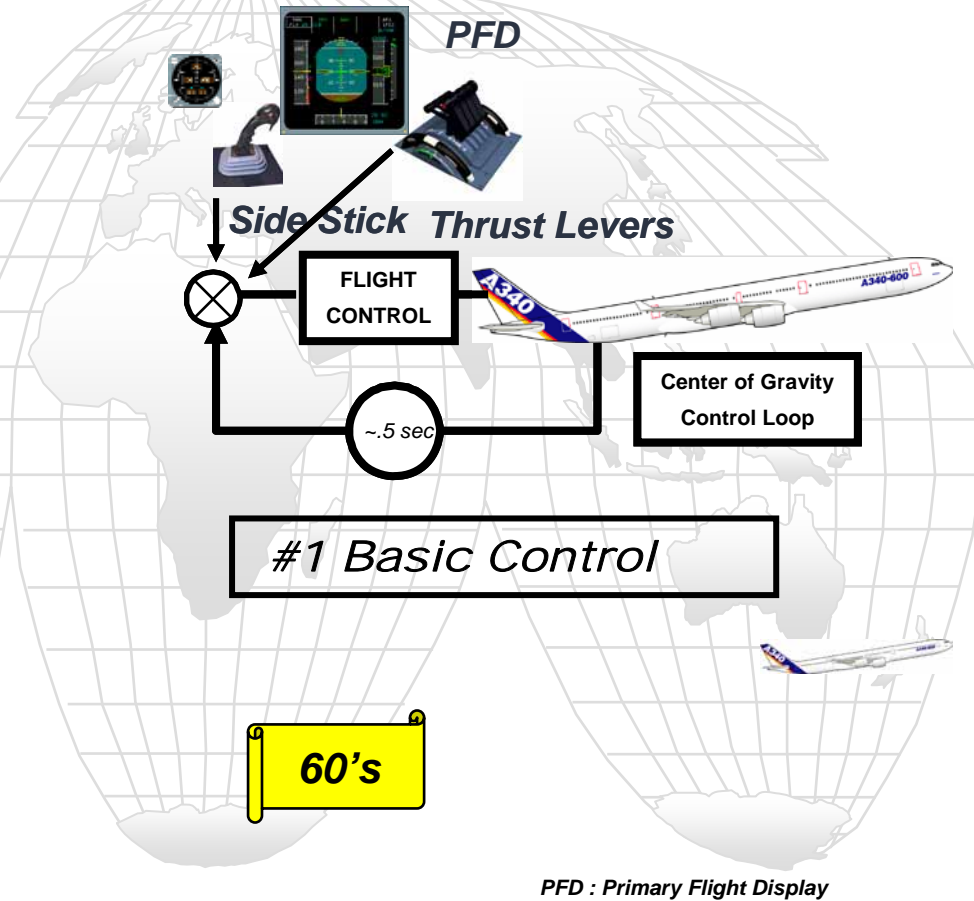 PFD
Side Stick
Thrust Levers
FLIGHT
CONTROL
A340
A340-600
Center of Gravity
Control Loop
~.5 sec
#1 Basic Control
A340
60's
PFD : Primary Flight Display